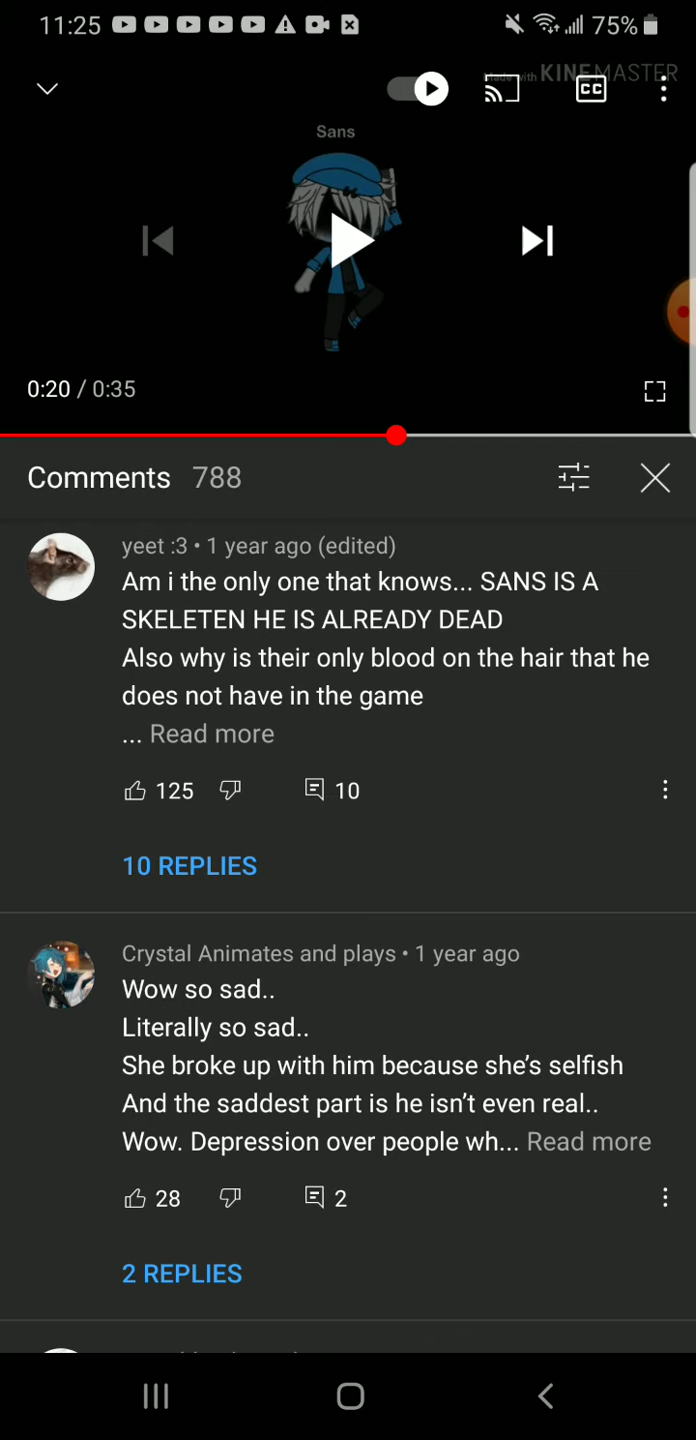 11:25
75%
Made with KINEMASTER
CC
Sans
0:20 / 0:35
Comments 788
yeet :3 • 1 year ago (edited)
Am i the only one that knows... SANS IS A
SKELETEN HE IS ALREADY DEAD
Also why is their only blood on the hair that he
does not have in the game
... Read more
125
10
10 REPLIES
Crystal Animates and plays • 1 year ago
Wow so sad..
Literally so sad..
She broke up with him because she’s selfish
And the saddest part is he isn’t even real..
Wow. Depression over people wh... Read more
28
2
2 REPLIES